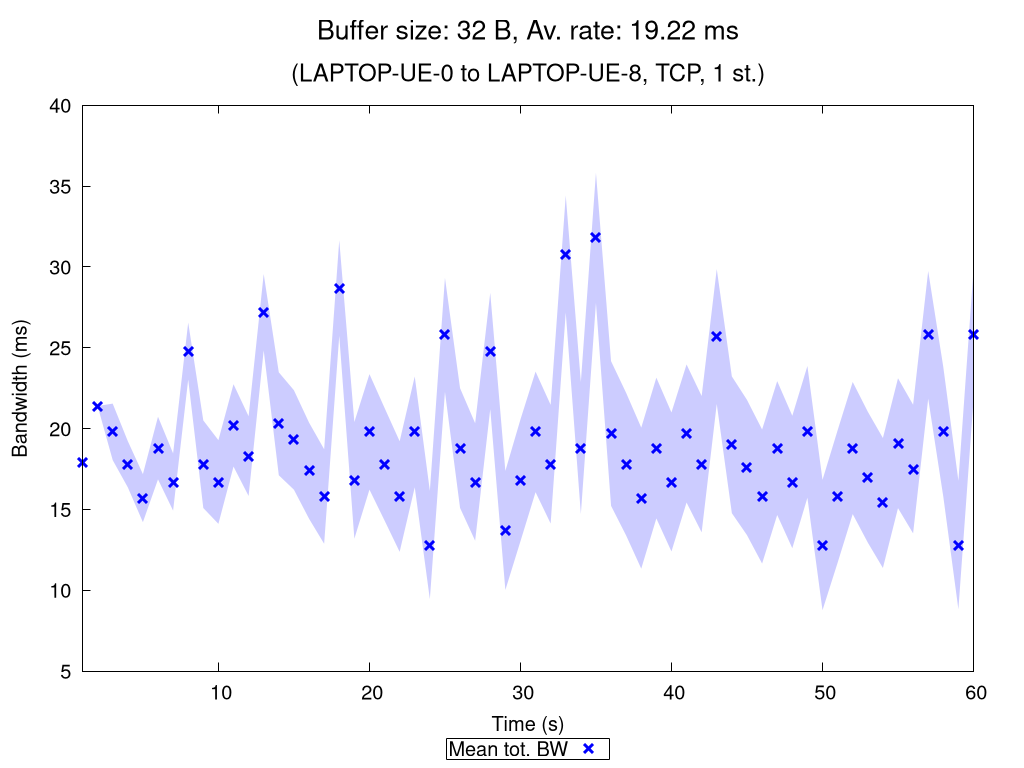 Buffer size: 32 B, Av. rate: 19.22 ms
(LAPTOP-UE-0 to LAPTOP-UE-8, TCP, 1 st.)
40
35
30
25
20
15
10
5
Bandwidth (ms)
10 20 30 40 50 60
Time (s)
Mean tot. BW